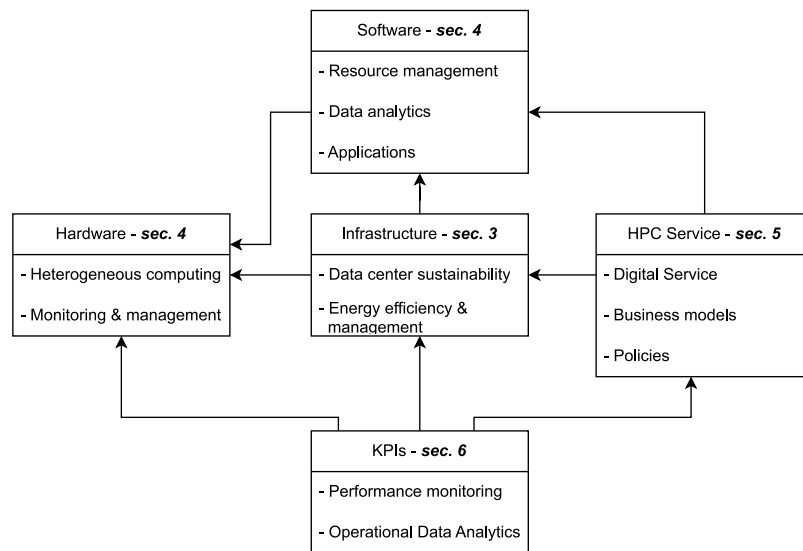 Software - sec. 4
- Resource management
- Data analytics
- Applications
Hardware - sec. 4
- Heterogeneous computing
- Monitoring & management
Infrastructure - sec. 3
- Data center sustainability
- Energy efficiency &
management
HPC Service - sec. 5
- Digital Service
- Business models
- Policies
KPIs - sec. 6
- Performance monitoring
- Operational Data Analytics